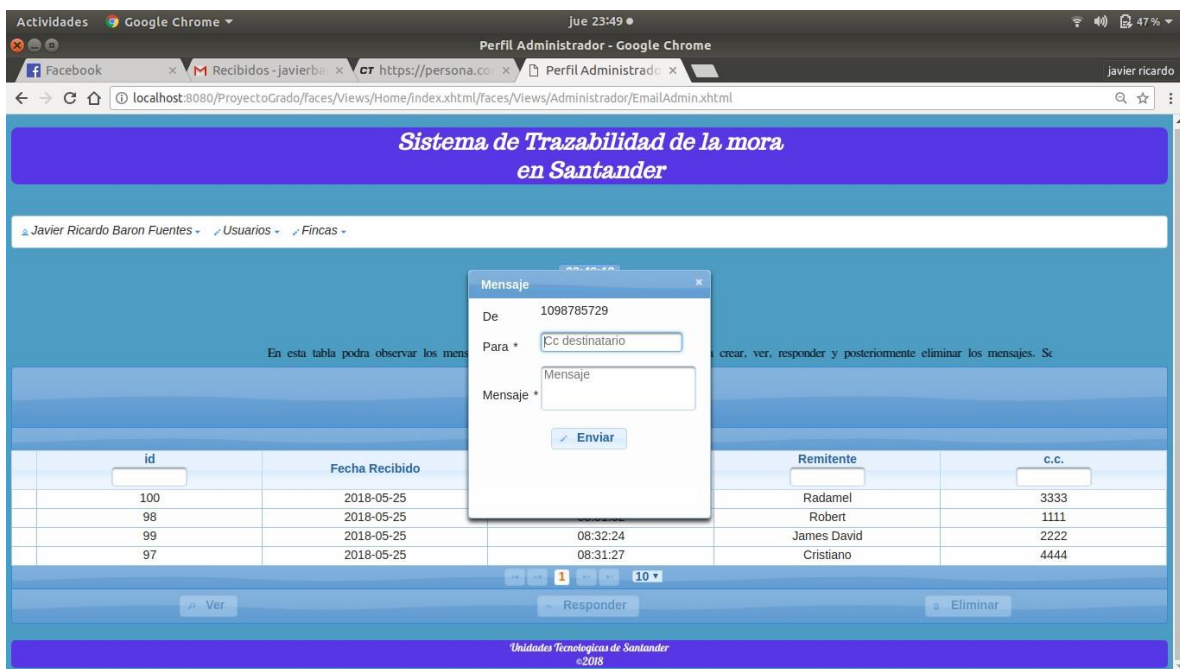 Actividades Google Chrome jue 23:49 47 %
Perfil Administrador - Google Chrome
Facebook Recibidos - javierba CT https://persona.co Perfil Administrado javier ricardo
localhost:8080/ProyectoGrado/faces/Views/Home/index.xhtml/faces/Views/Administrador/EmailAdmin.xhtml
Sistema de Trazabilidad de la mora
en Santander
Javier Ricardo Baron Fuentes Usuarios Fincas
Mensaje
De 1098785729
Para * Cc destinatario
En esta tabla podra observar los mens crear, ver, responder y posteriormente eliminar los mensajes. Se
Mensaje * Mensaje
Enviar
id Fecha Recibido Remitente c.c.
100 2018-05-25 Radamel 3333
98 2018-05-25 Robert 1111
99 2018-05-25 08:32:24 James David 2222
97 2018-05-25 08:31:27 Cristiano 4444
1 10
Ver Responder Eliminar
Unidades Tecnologicas de Santander
©2018